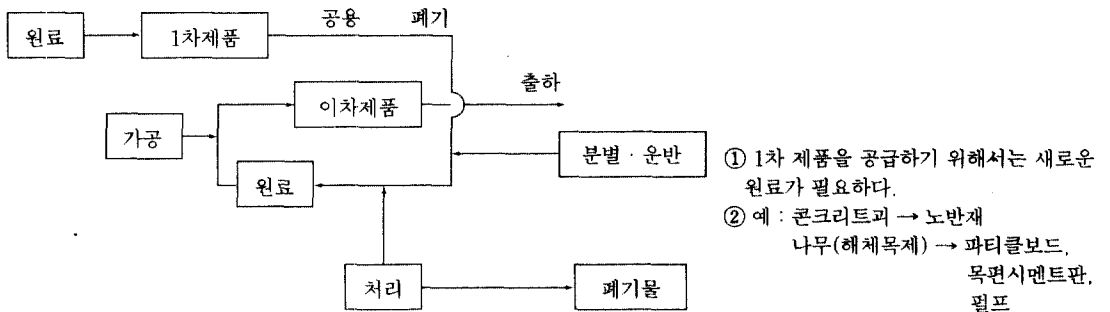 공용 폐기
원료
1차제품
출하
이차제품
가공
분별·운반
원료
처리
폐기물
① 1차 제품을 공급하기 위해서는 새로운
원료가 필요하다.
② 예 : 콘크리트괴 → 노반재
나무(해체목제) → 파티클보드,
목편시멘트판,
펄프